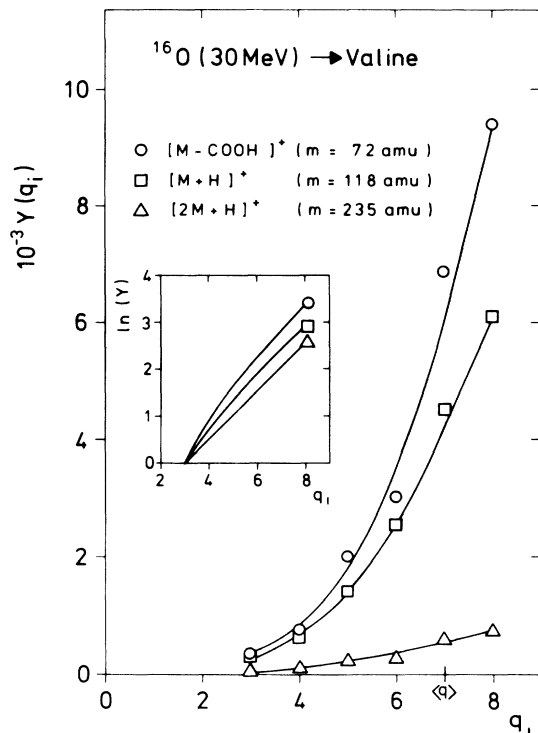 ¹⁶O (30 MeV) → Valine
[M - COOH]⁺ (m = 72 amu)
[M + H]⁺ (m = 118 amu)
[2M + H]⁺ (m = 235 amu)
10⁻³ Y(qᵢ)
10
8
6
4
2
0
ln (Y)
4
3
2
1
0
2 4 6 8
qᵢ
0 2 4 6 ⟨q⟩ 8
qᵢ